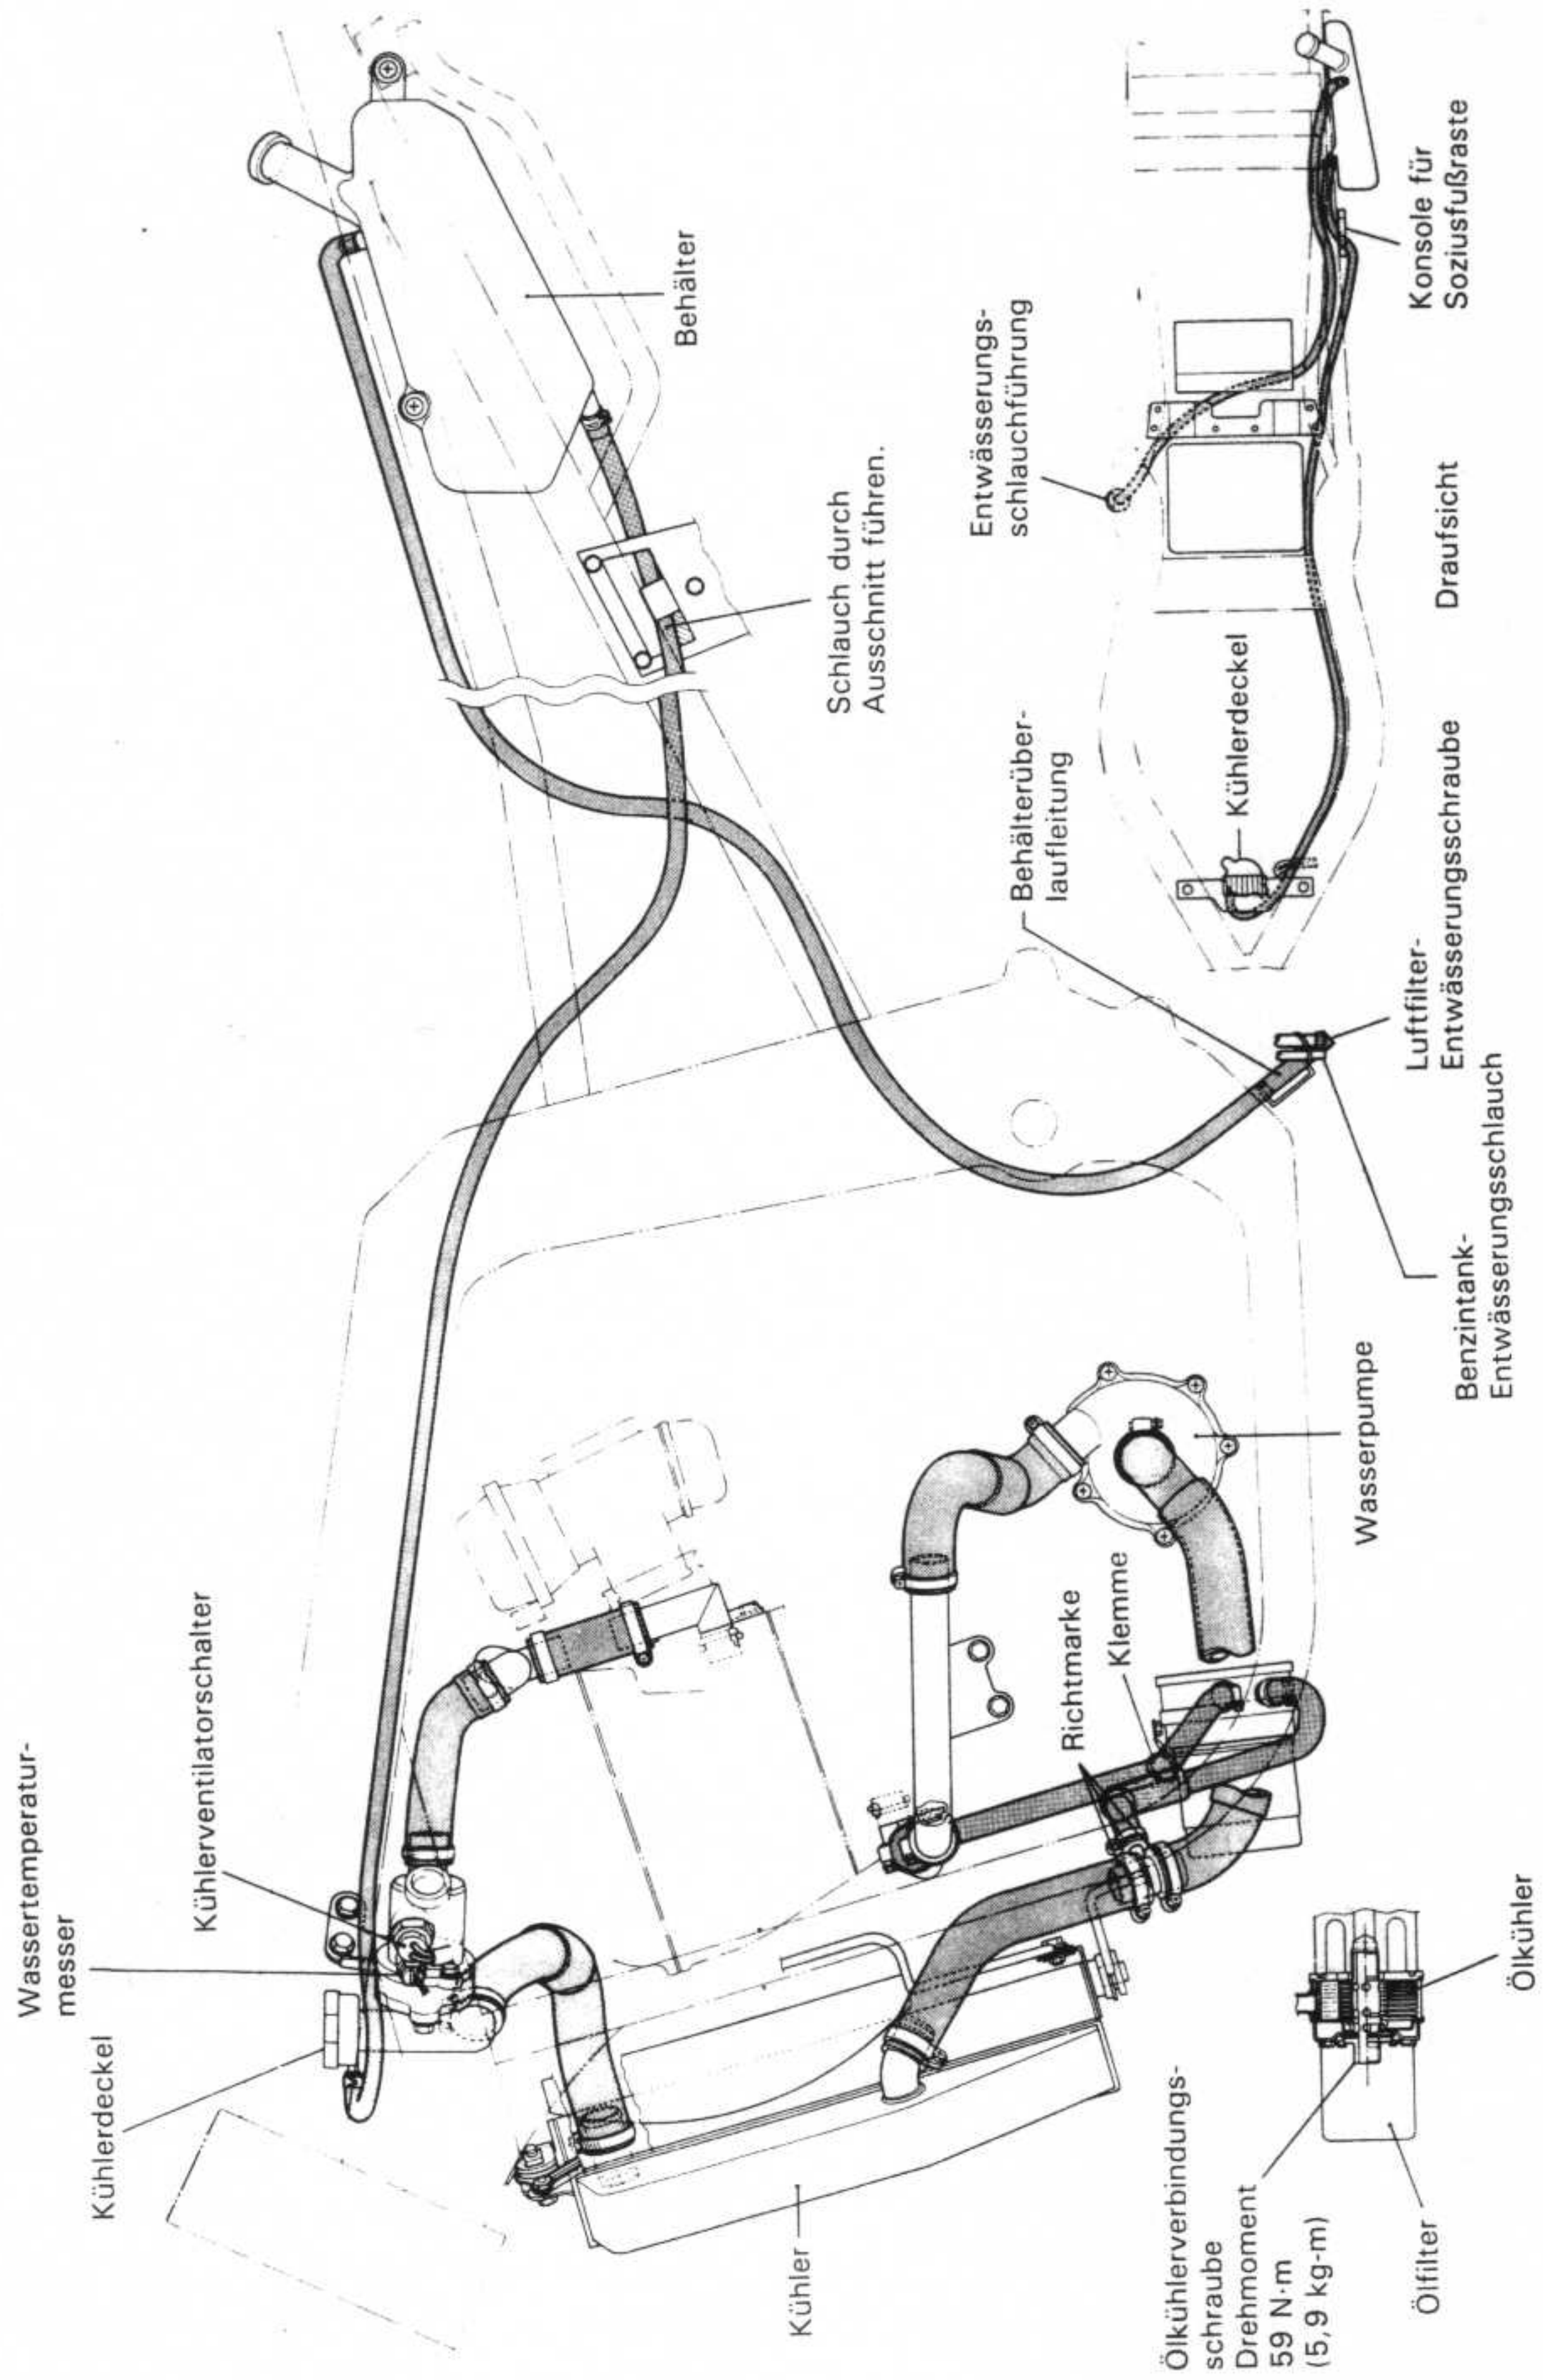 Wassertemperatur-
messer
Kühlerventilatorschalter
Kühlerdeckel
Behälter
Schlauch durch
Ausschnitt führen.
Entwässerungs-
schlauchführung
Konsole für
Soziusfußraste
Draufsicht
Kühlerdeckel
Behälterüber-
laufleitung
Luftfilter-
Entwässerungsschraube
Benzintank-
Entwässerungsschlauch
Wasserpumpe
Richtmarke
Klemme
Kühler
Ölkühlerverbindungs-
schraube
Drehmoment
59 N·m
(5,9 kg-m)
Ölfilter
Ölkühler